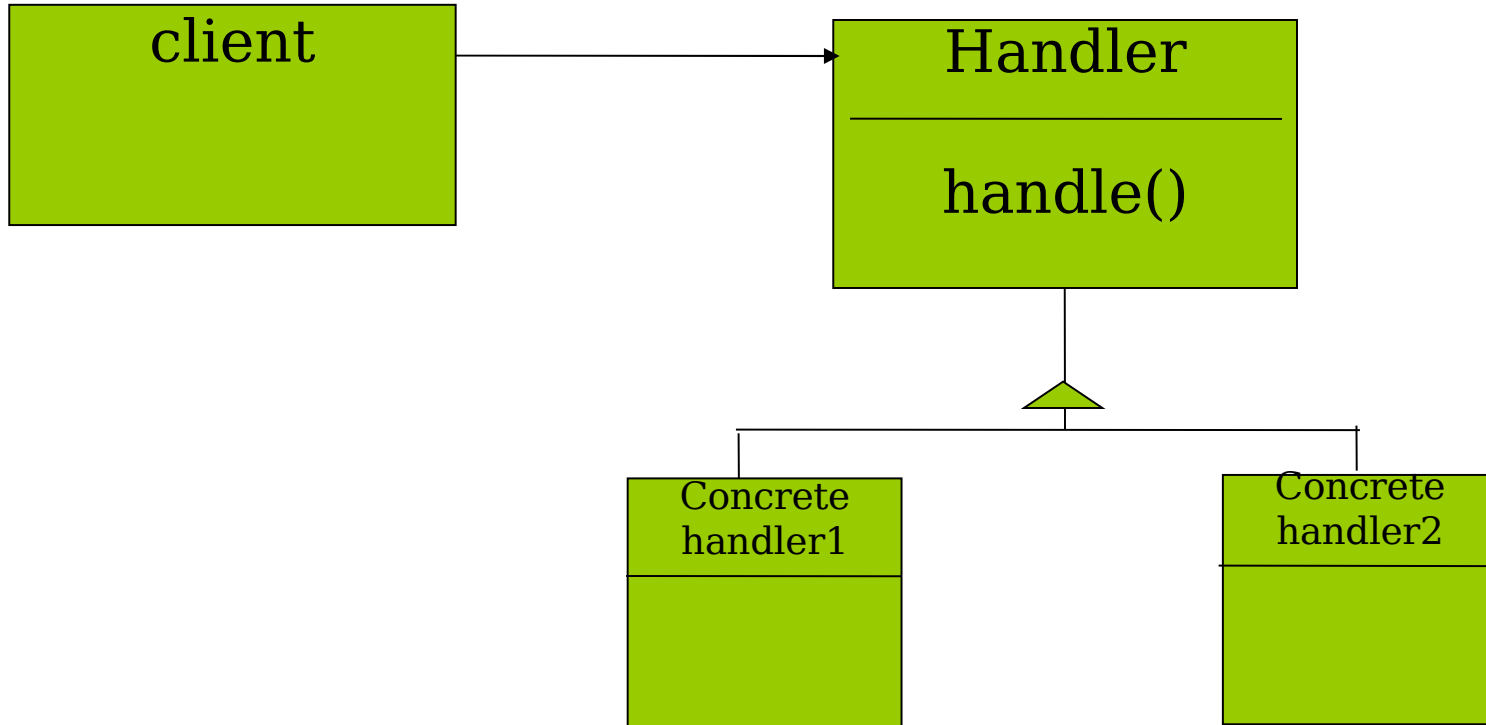 client
Handler
handle()
Concrete
handler1
Concrete
handler2